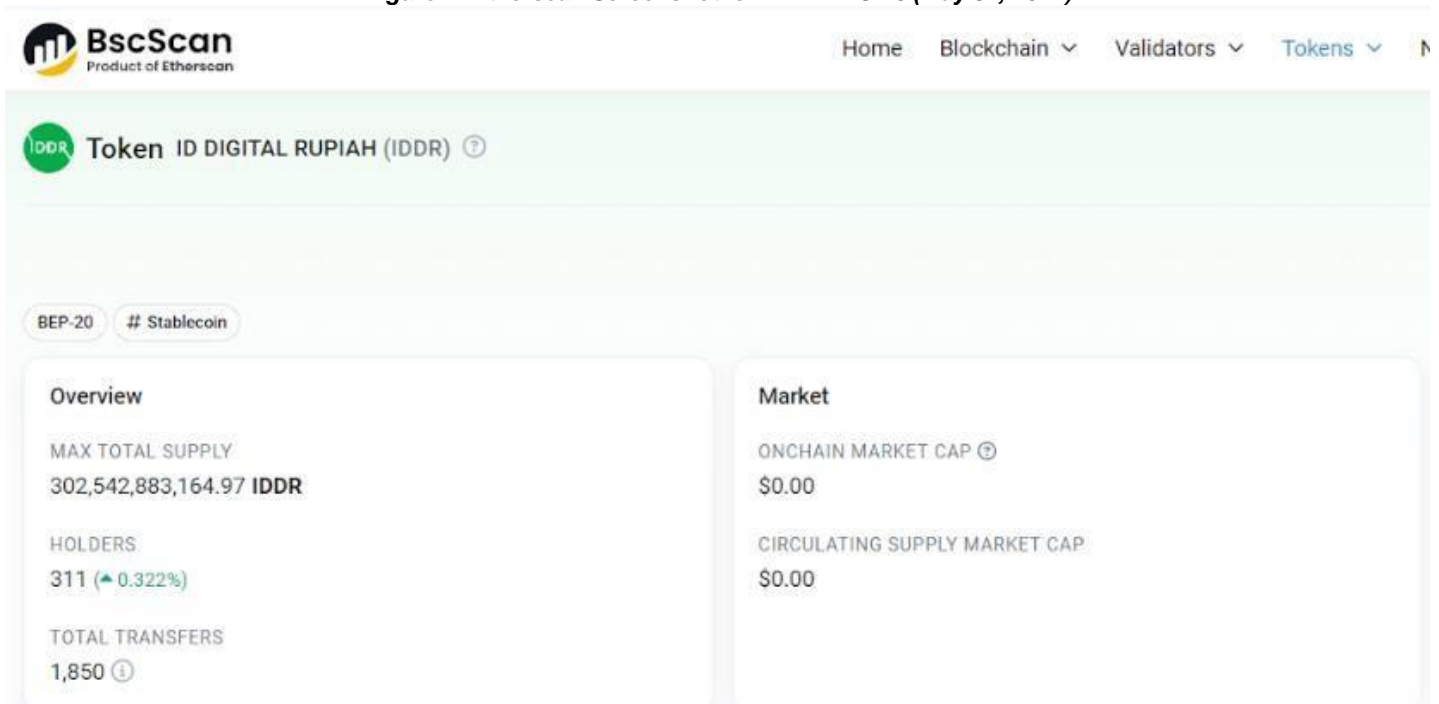 BscScan
Product of Etherscan
Home Blockchain Validators Tokens
IDDR Token ID DIGITAL RUPIAH (IDDR)
BEP-20 # Stablecoin
Overview
MAX TOTAL SUPPLY
302,542,883,164.97 IDDR
HOLDERS
311 (0.322%)
TOTAL TRANSFERS
1,850
Market
ONCHAIN MARKET CAP
$0.00
CIRCULATING SUPPLY MARKET CAP
$0.00